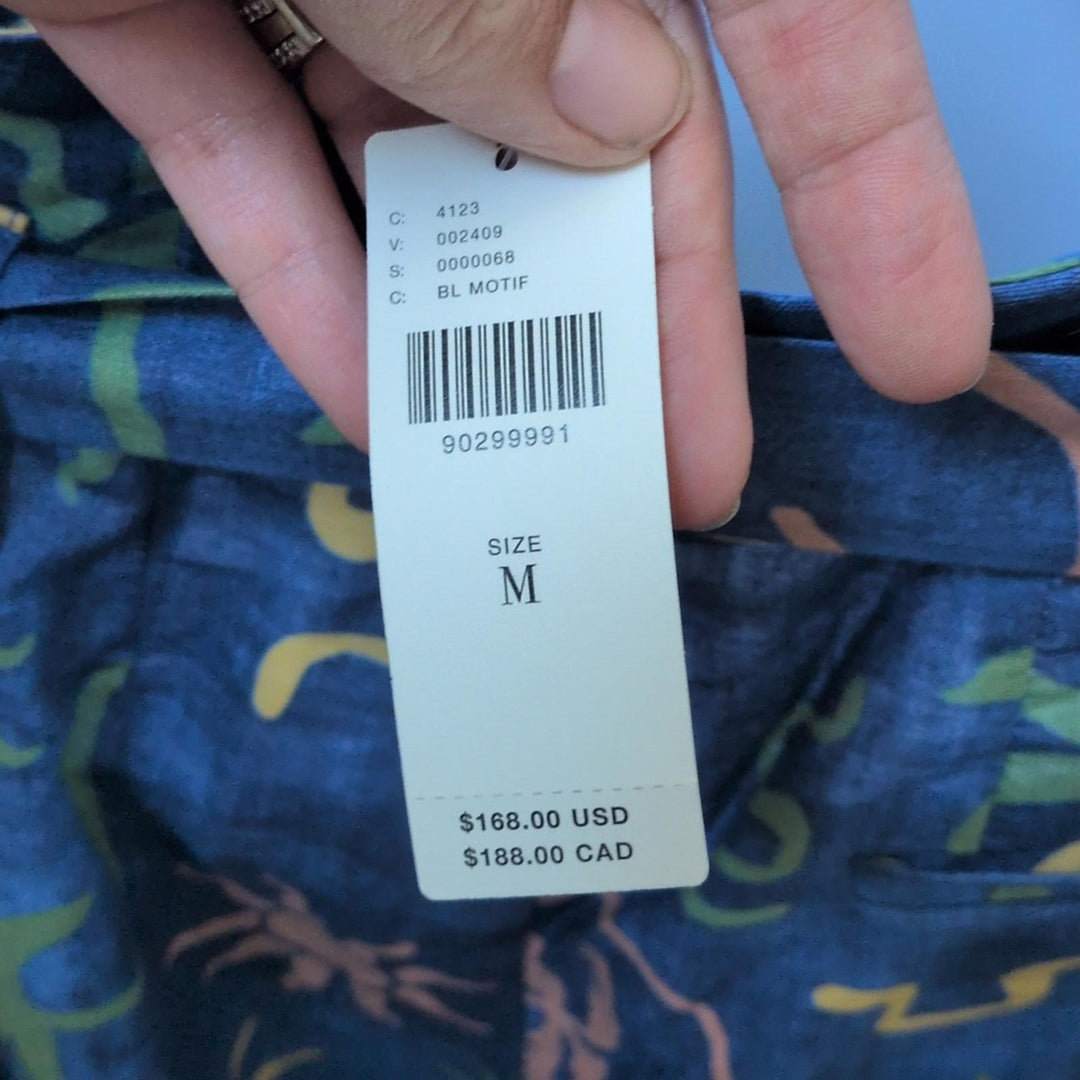 C: 4123
V: 002409
S: 0000068
C: BL MOTIF
90299991
SIZE
M
$168.00 USD
$188.00 CAD